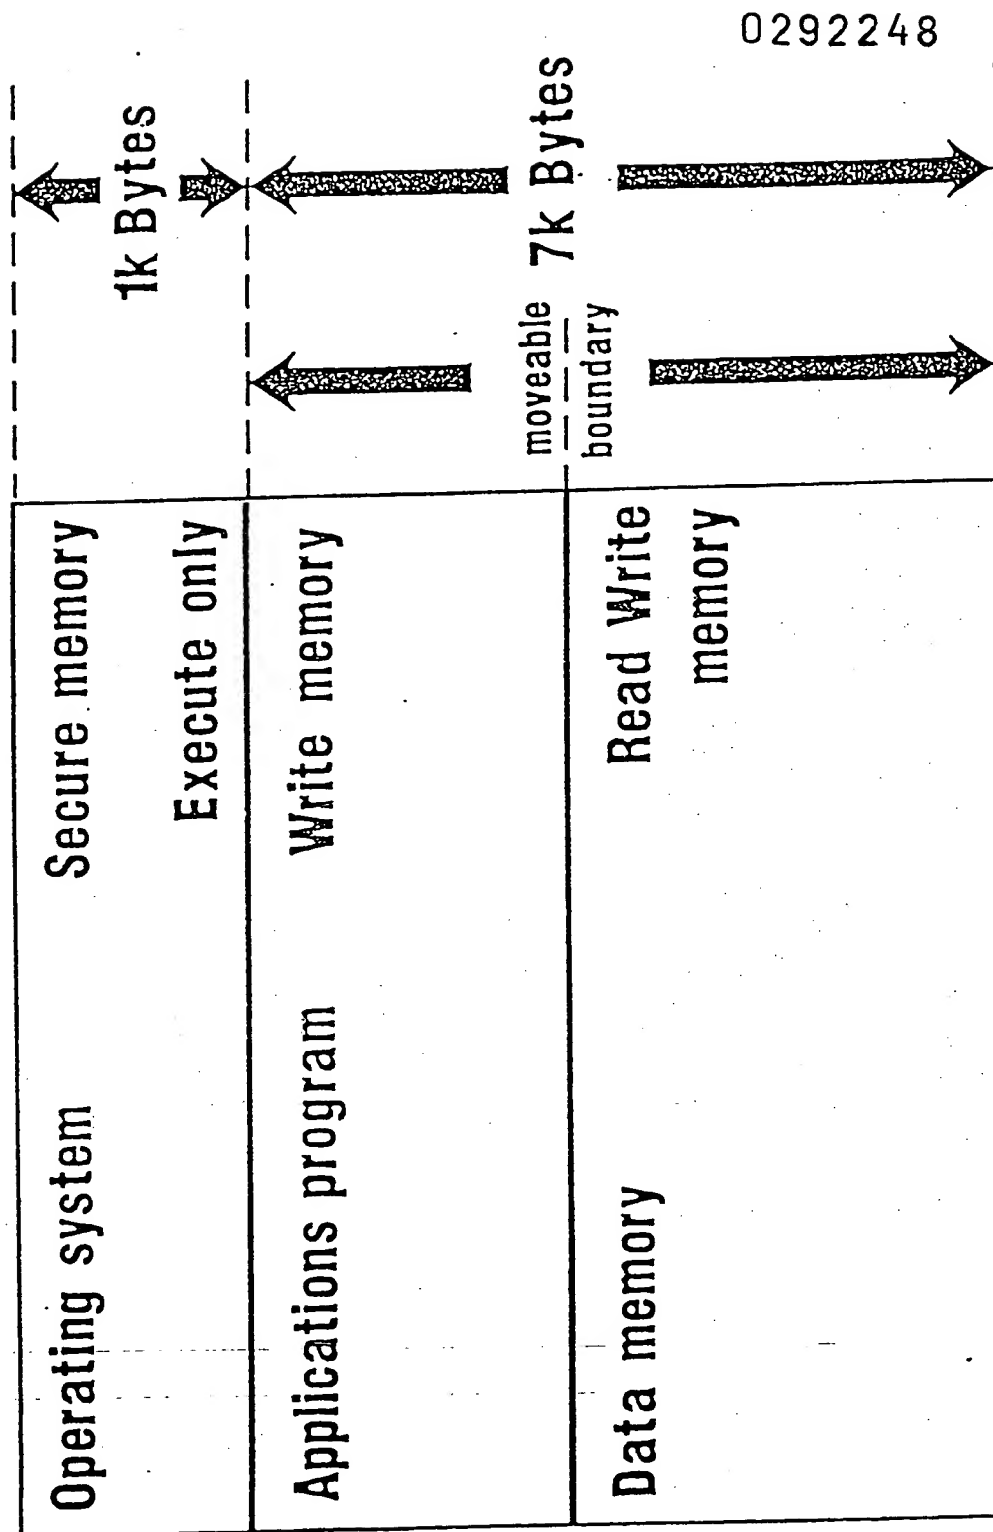 0292248
Operating system Secure memory 1k Bytes
Execute only
Applications program Write memory
moveable
boundary
7k Bytes
Data memory Read Write
memory